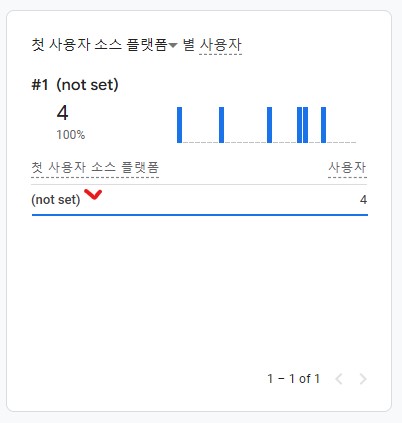 첫 사용자 소스 플랫폼 별 사용자
#1 (not set)
4
100%
첫 사용자 소스 플랫폼 사용자
(not set) 4
1 – 1 of 1